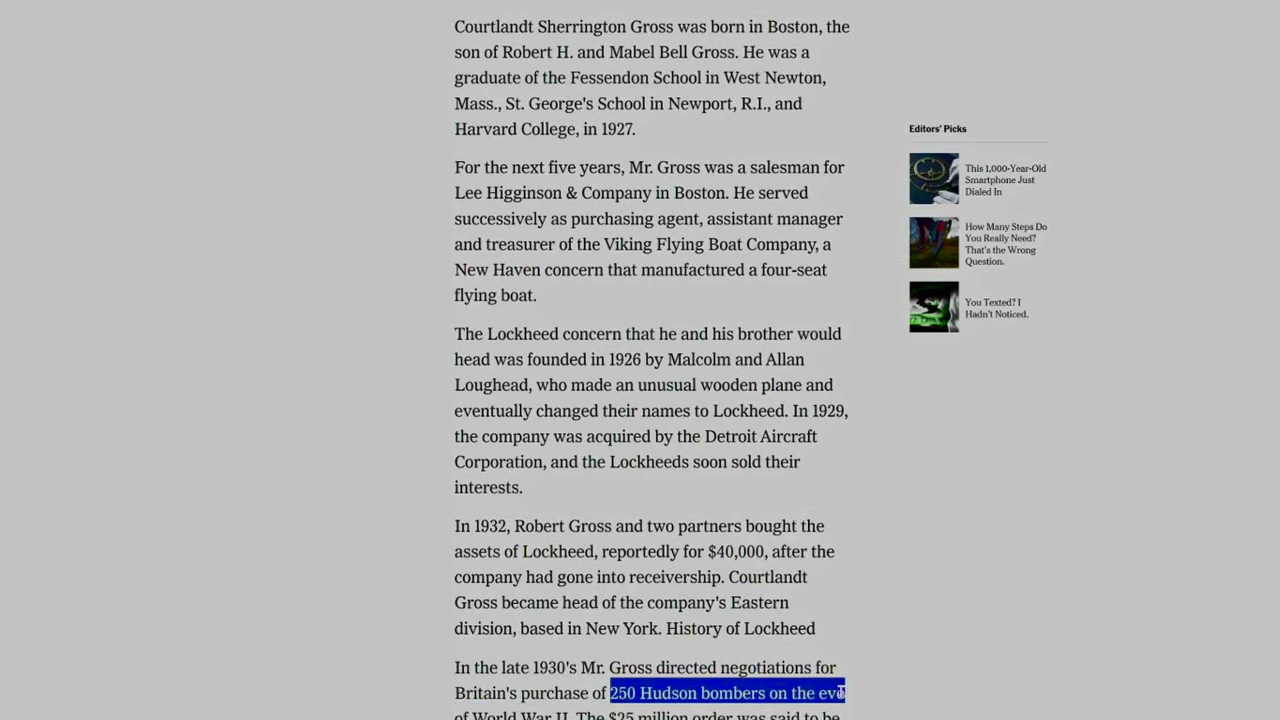 Courtlandt Sherrington Gross was born in Boston, the
son of Robert H. and Mabel Bell Gross. He was a
graduate of the Fessendon School in West Newton,
Mass., St. George's School in Newport, R.I., and
Harvard College, in 1927.
For the next five years, Mr. Gross was a salesman for
Lee Higginson & Company in Boston. He served
successively as purchasing agent, assistant manager
and treasurer of the Viking Flying Boat Company, a
New Haven concern that manufactured a four-seat
flying boat.
The Lockheed concern that he and his brother would
head was founded in 1926 by Malcolm and Allan
Loughead, who made an unusual wooden plane and
eventually changed their names to Lockheed. In 1929,
the company was acquired by the Detroit Aircraft
Corporation, and the Lockheeds soon sold their
interests.
In 1932, Robert Gross and two partners bought the
assets of Lockheed, reportedly for $40,000, after the
company had gone into receivership. Courtlandt
Gross became head of the company's Eastern
division, based in New York. History of Lockheed
In the late 1930's Mr. Gross directed negotiations for
Britain's purchase of 250 Hudson bombers on the eve
of World War II. The $25 million order was said to be
Editors' Picks
This 1,000-Year-Old
Smartphone Just
Dialed In
How Many Steps Do
You Really Need?
That's the Wrong
Question.
You Texted? I
Hadn't Noticed.